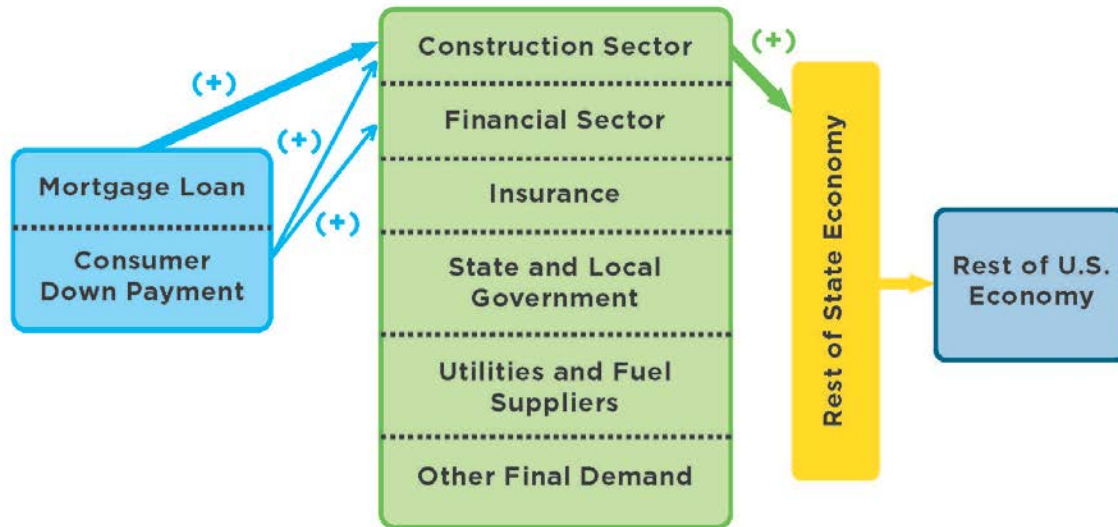 (+)
(+)
(+)
Mortgage Loan
Consumer
Down Payment
Construction Sector
Financial Sector
Insurance
State and Local
Government
Utilities and Fuel
Suppliers
Other Final Demand
(+)
Rest of State Economy
Rest of U.S.
Economy